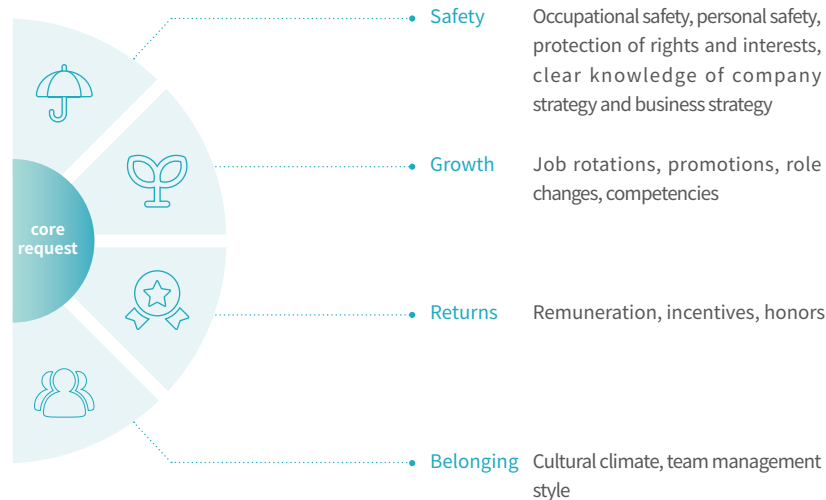 core
request
Safety
Occupational safety, personal safety,
protection of rights and interests,
clear knowledge of company
strategy and business strategy
Growth
Job rotations, promotions, role
changes, competencies
Returns
Remuneration, incentives, honors
Belonging
Cultural climate, team management
style